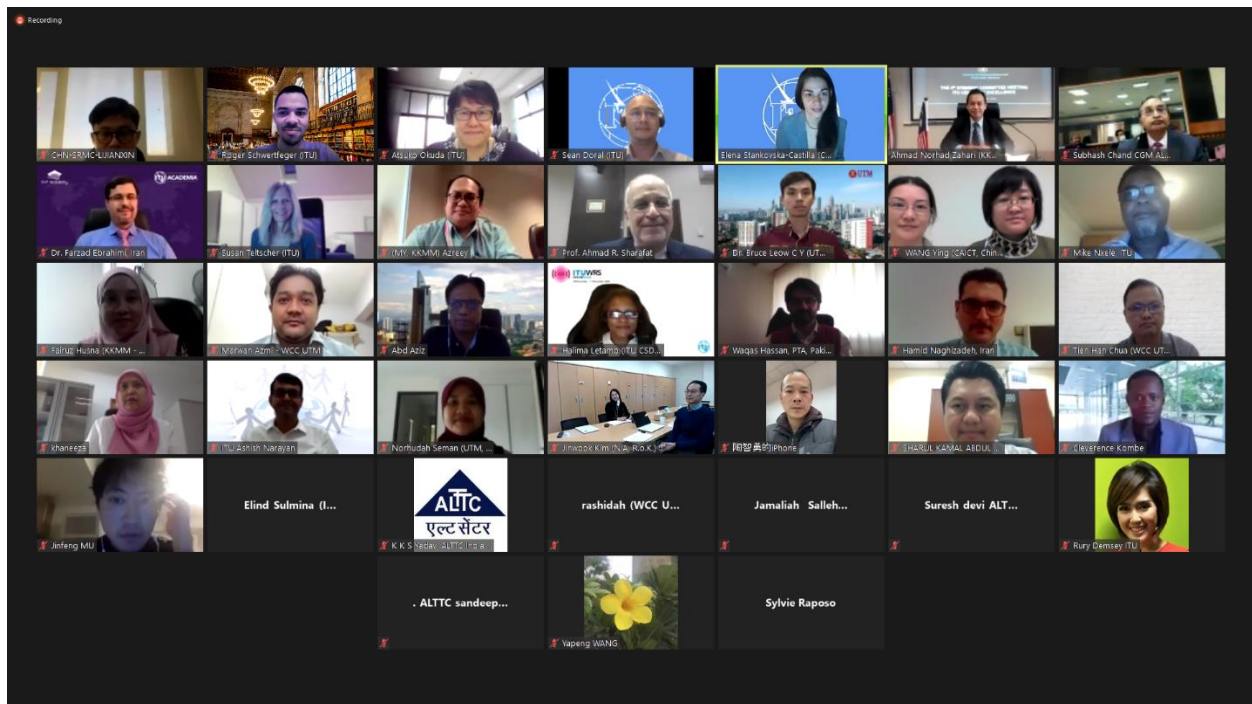 Recording
CHN-SRMC-LIJIANXIN
Roger Schwertfeger (ITU)
Atsuko Okuda (ITU)
Sean Doral (ITU)
Elena Stankovska-Castilla (C...
Ahmad Norhad Zahari (KK...
Subhash Chand CGM AL...
ITU ACADEMIA
Dr. Farzad Ebrahimi, Iran
Susan Teltscher (ITU)
(MY, KKMM) Azreey
Prof. Ahmad R. Sharafat
UTM
Dr. Bruce Leow C Y (UT...
WANG Ying (CAICT, Chin...
Mike Nxele, ITU
Fairuz Husna (KKMM - ...
Marwan Azmi - WCC UTM
Abd Aziz
ITUWRS
Halima Letamo (ITU, CSD...
Waqas Hassan, PTA, Paki...
Hamid Naghizadeh, Iran
Tien Han Chua (WCC UT...
khaneeza
ITU Ashish Narayan
Norhudah Seman (UTM, ...
Jinwook Kim (NIA, R.o.K.)
陶智勇的iPhone
SHARUL KAMAL ABDUL ...
Cleverence Kombe
Jinfeng MU
Elind Sulmina (I...
ALTTC
एल्ट सेंटर
K K S Yadav, ALTTC India
rashidah (WCC U...
Jamaliah Salleh...
Suresh devi ALT...
Rury Demsey ITU
. ALTTC sandeep...
Yapeng WANG
Sylvie Raposo